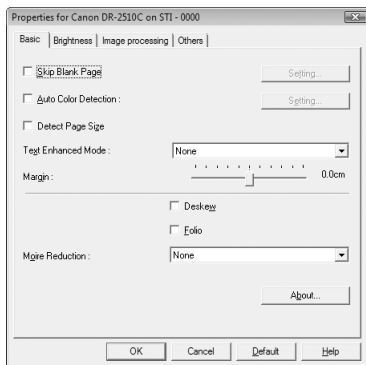 Properties for Canon DR-2510C on STI - 0000
Basic Brightness Image processing Others
Skip Blank Page Setting...
Auto Color Detection : Setting...
Detect Page Size
Text Enhanced Mode : None
Margin : 0.0cm
Deskew
Folio
Moire Reduction : None
About...
OK Cancel Default Help